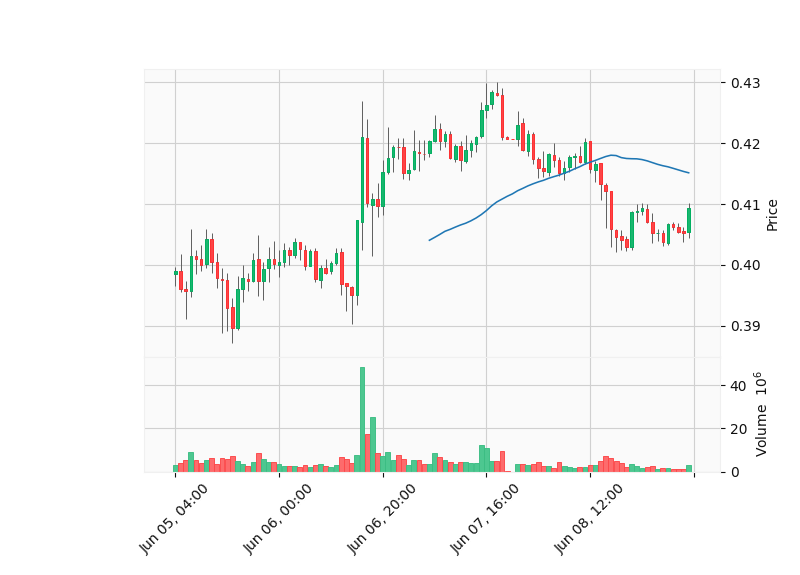 0.43
0.42
0.41
0.40
0.39
Price
40
20
0
Volume 10^6
Jun 05, 04:00
Jun 06, 00:00
Jun 06, 20:00
Jun 07, 16:00
Jun 08, 12:00